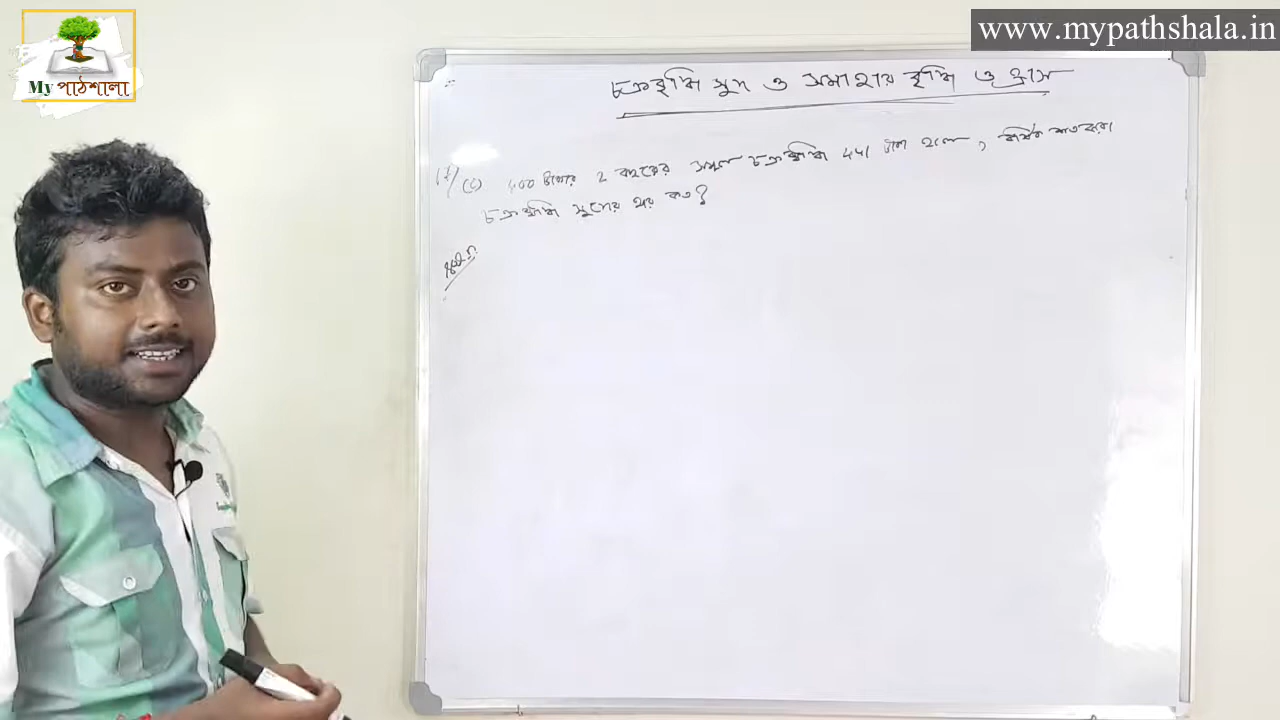 My পাঠশালা
www.mypathshala.in
চক্রবৃদ্ধি সুদ ও সমাহার বৃদ্ধি ও হ্রাস
(c) 400 টাকার 2 বছরের সমূল চক্রবৃদ্ধি 441 টাকা হলে, বার্ষিক শতকরা
চক্রবৃদ্ধি সুদের হার কত?